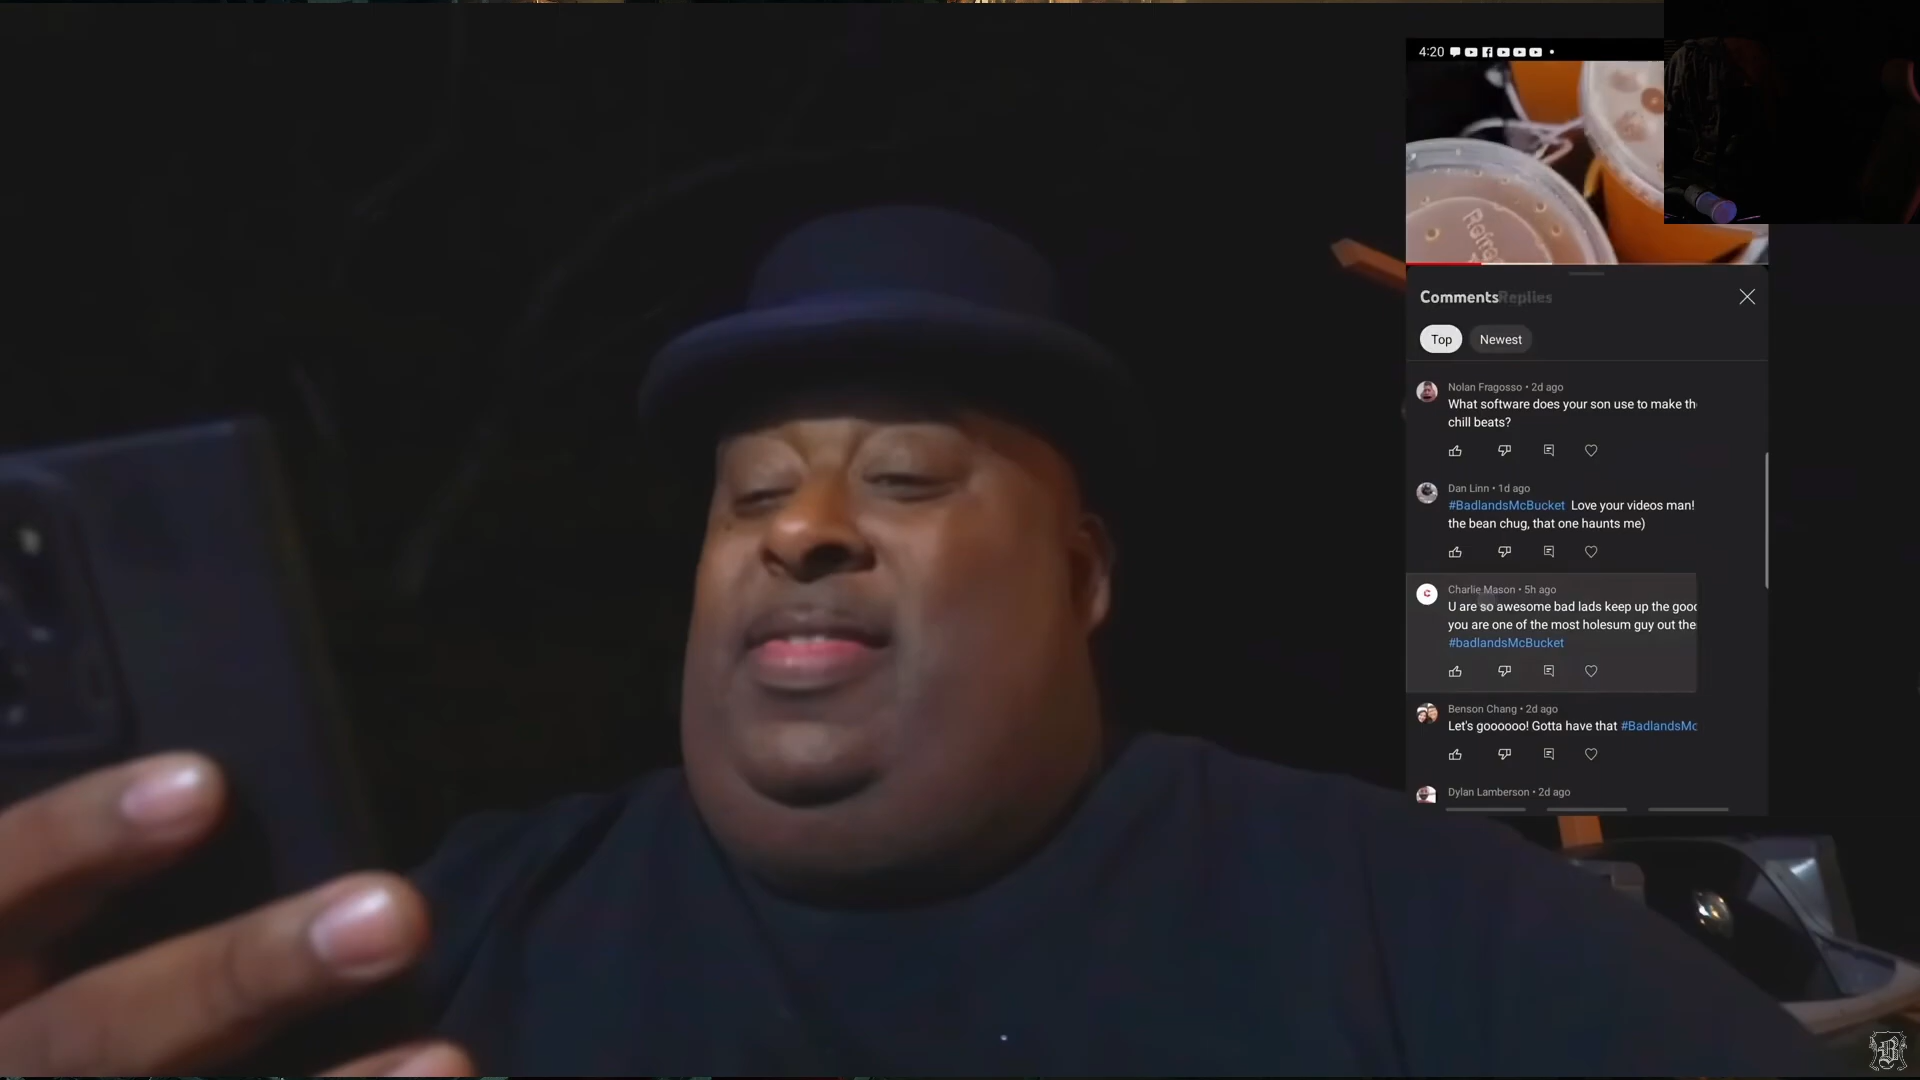 4:20
Refra
Comments Replies
Top Newest
Nolan Fragosso • 2d ago
What software does your son use to make th
chill beats?
Dan Linn • 1d ago
#BadlandsMcBucket Love your videos man!
the bean chug, that one haunts me)
C
Charlie Mason • 5h ago
U are so awesome bad lads keep up the good
you are one of the most holesum guy out the
#badlandsMcBucket
Benson Chang • 2d ago
Let's goooooo! Gotta have that #BadlandsMc
Dylan Lamberson • 2d ago
B